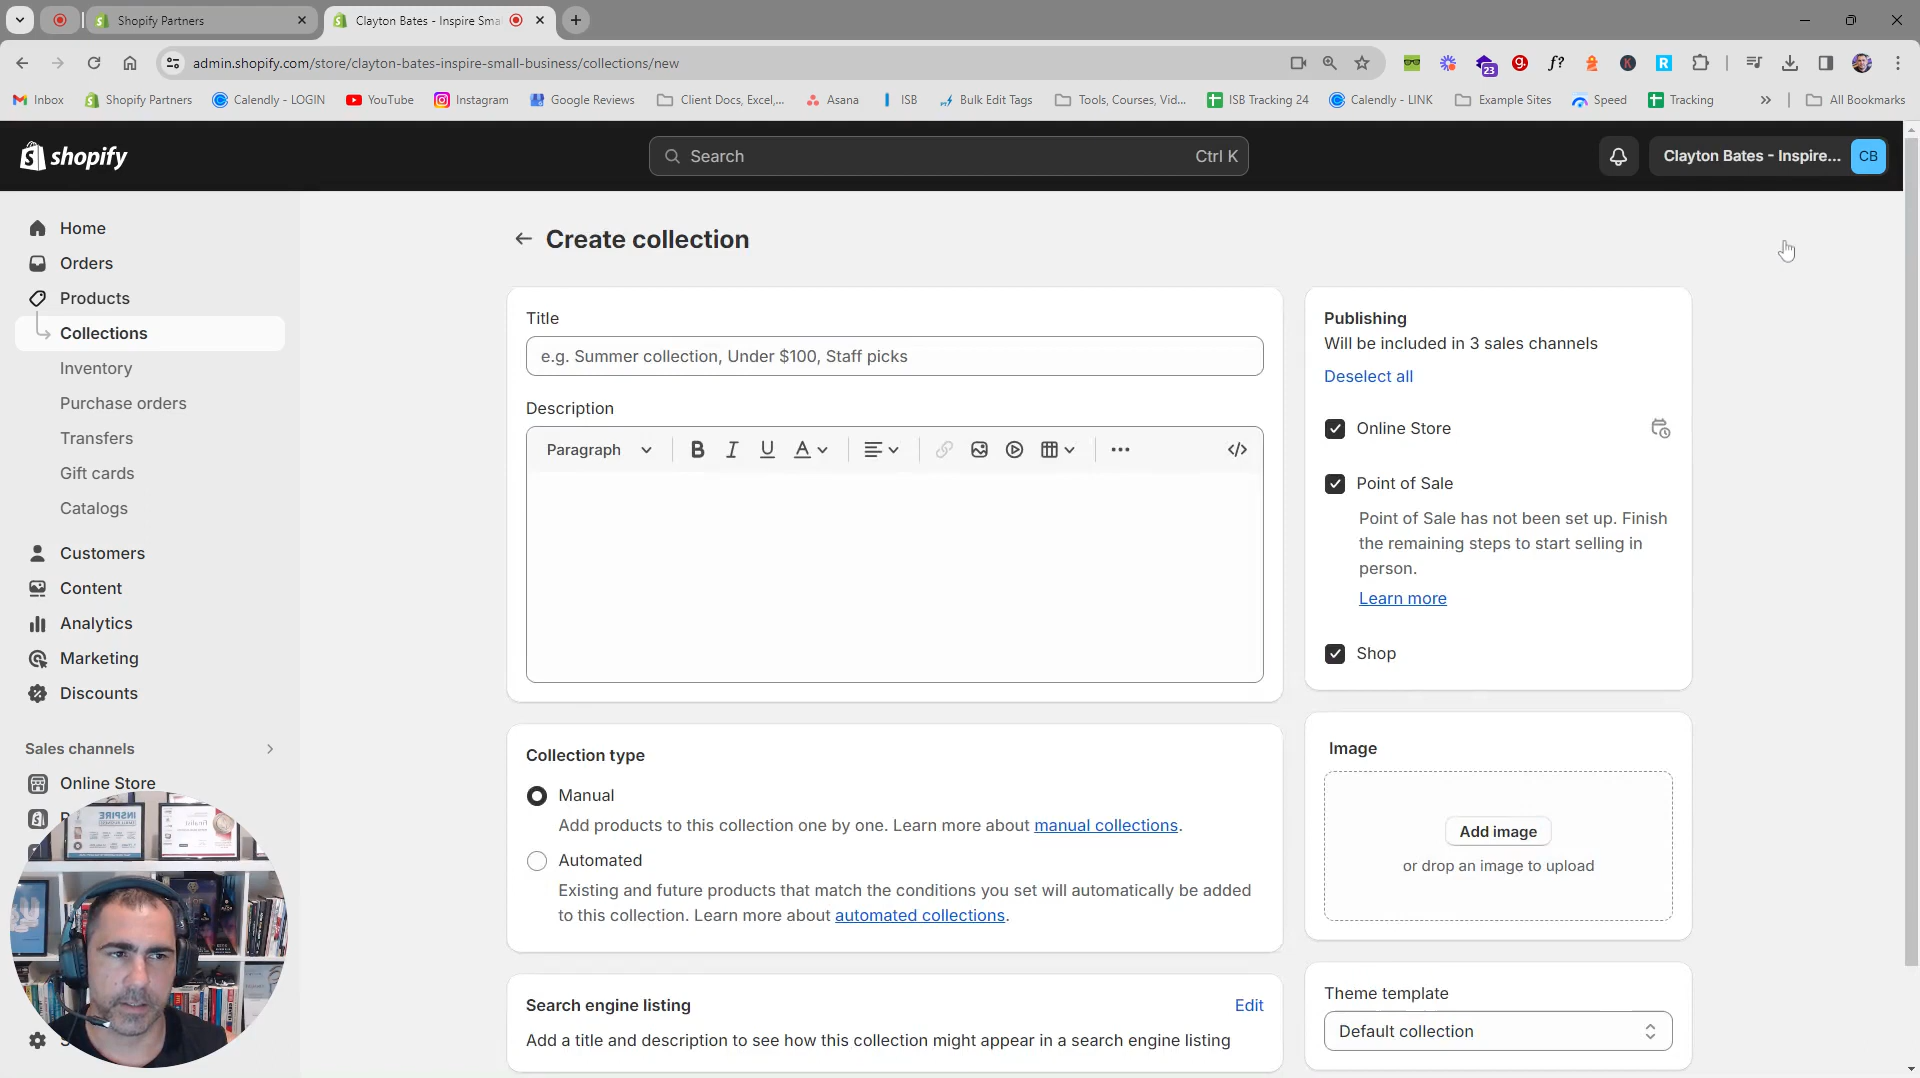 Shopify Partners
Clayton Bates - Inspire Sma
admin.shopify.com/store/clayton-bates-inspire-small-business/collections/new
23
Inbox
Shopify Partners
Calendly - LOGIN
YouTube
Instagram
Google Reviews
Client Docs, Excel,...
Asana
ISB
Bulk Edit Tags
Tools, Courses, Vid...
ISB Tracking 24
Calendly - LINK
Example Sites
Speed
Tracking
All Bookmarks
shopify
Search
Ctrl K
Clayton Bates - Inspire...
CB
Home
Orders
Products
Collections
Inventory
Purchase orders
Transfers
Gift cards
Catalogs
Customers
Content
Analytics
Marketing
Discounts
Sales channels
Online Store
Create collection
Title
e.g. Summer collection, Under $100, Staff picks
Description
Paragraph
Collection type
Manual
Add products to this collection one by one. Learn more about manual collections.
Automated
Existing and future products that match the conditions you set will automatically be added
to this collection. Learn more about automated collections.
Search engine listing
Edit
Add a title and description to see how this collection might appear in a search engine listing
Publishing
Will be included in 3 sales channels
Deselect all
Online Store
Point of Sale
Point of Sale has not been set up. Finish
the remaining steps to start selling in
person.
Learn more
Shop
Image
Add image
or drop an image to upload
Theme template
Default collection